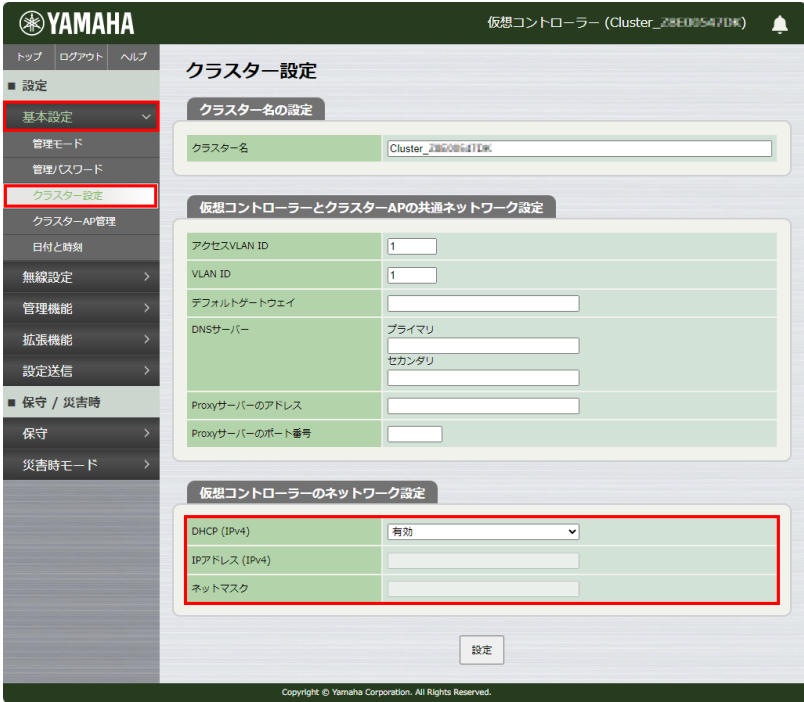 YAMAHA
仮想コントローラー (Cluster_
トップ ログアウト ヘルプ
■ 設定
基本設定
管理モード
管理パスワード
クラスター設定
クラスターAP管理
日付と時刻
無線設定
管理機能
拡張機能
設定送信
■ 保守 / 災害時
保守
災害時モード
クラスター設定
クラスター名の設定
クラスター名 Cluster_
仮想コントローラーとクラスターAPの共通ネットワーク設定
アクセスVLAN ID 1
VLAN ID 1
デフォルトゲートウェイ
DNSサーバー プライマリ
セカンダリ
Proxyサーバーのアドレス
Proxyサーバーのポート番号
仮想コントローラーのネットワーク設定
DHCP (IPv4) 有効
IPアドレス (IPv4)
ネットマスク
設定
Copyright © Yamaha Corporation. All Rights Reserved.